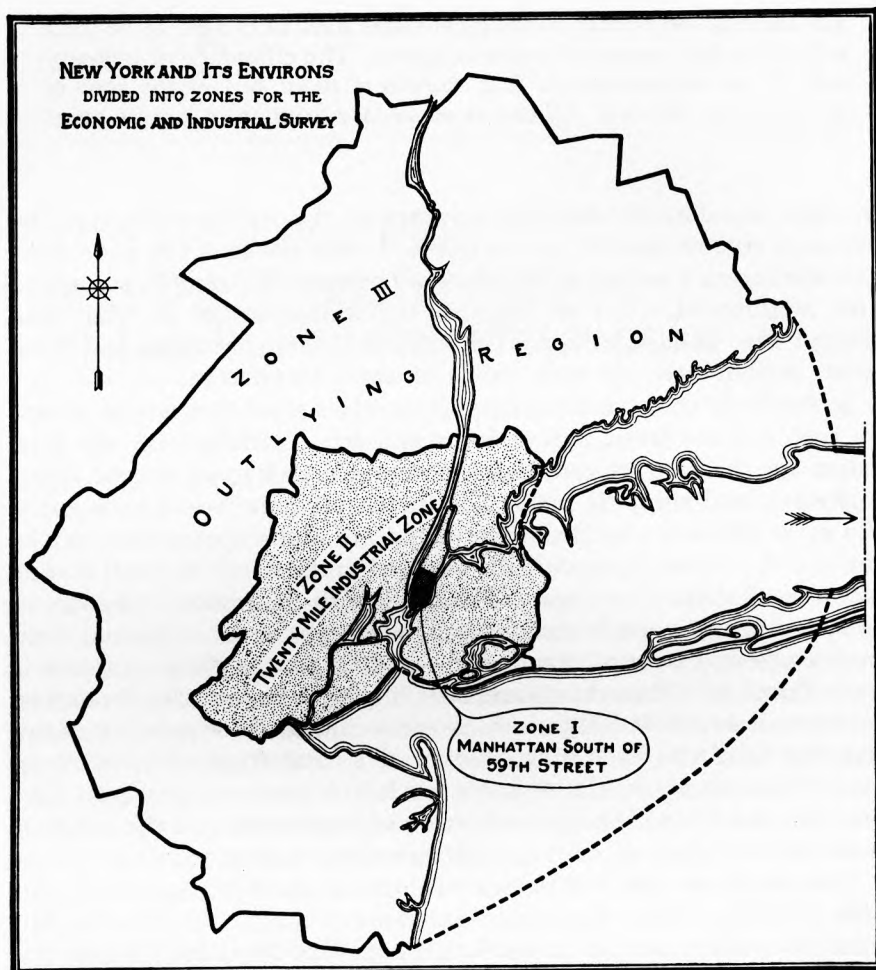 NEW YORK AND ITS ENVIRONS
DIVIDED INTO ZONES FOR THE
ECONOMIC AND INDUSTRIAL SURVEY
ZONE III
OUTLYING REGION
ZONE II
TWENTY MILE INDUSTRIAL ZONE
ZONE I
MANHATTAN SOUTH OF
59TH STREET